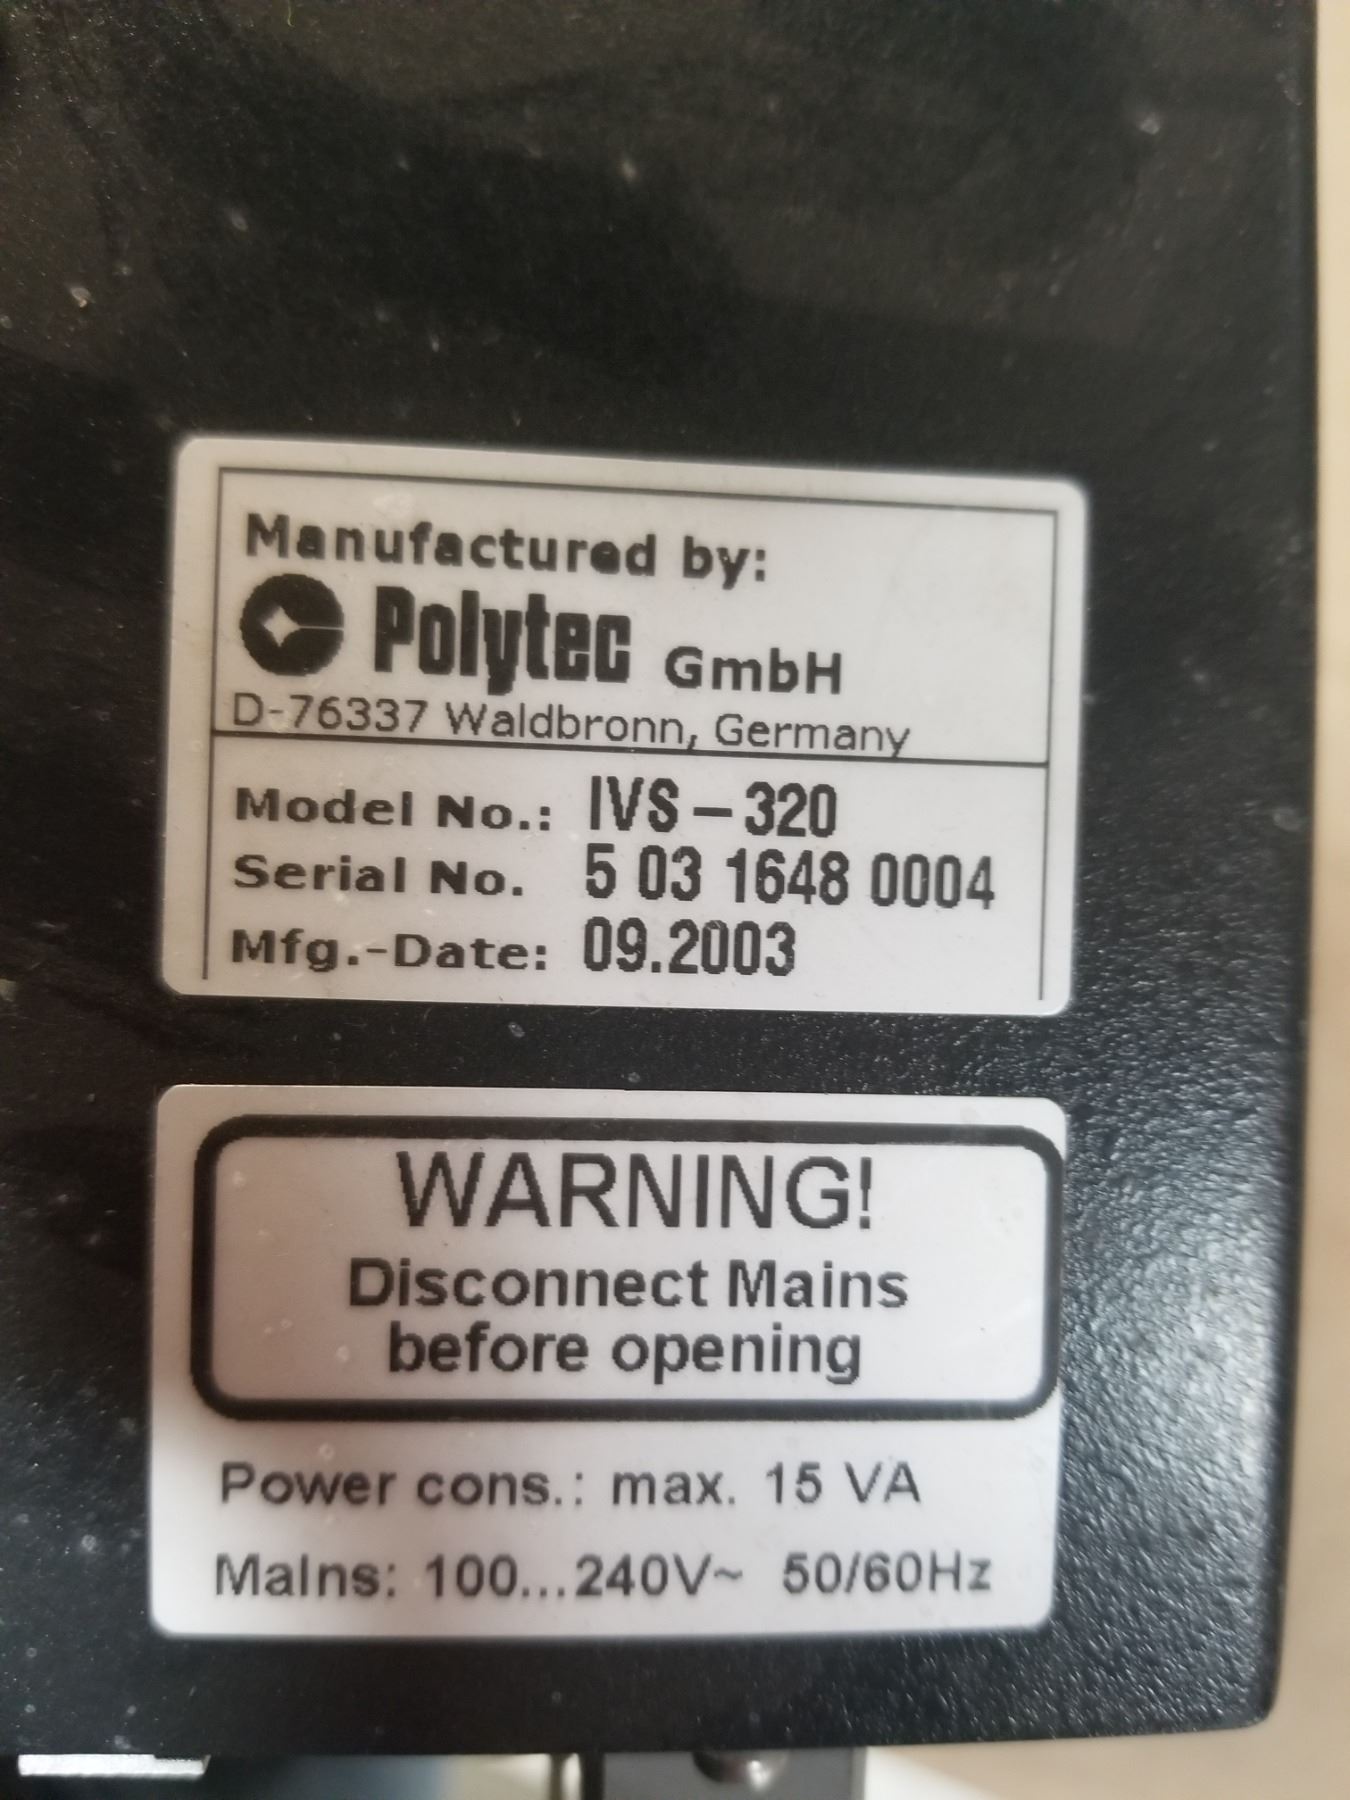 Manufactured by:
Polytec GmbH
D-76337 Waldbronn, Germany
Model No.: IVS-320
Serial No. 5 03 1648 0004
Mfg.-Date: 09.2003
WARNING!
Disconnect Mains
before opening
Power cons.: max. 15 VA
Mains: 100...240V~ 50/60Hz